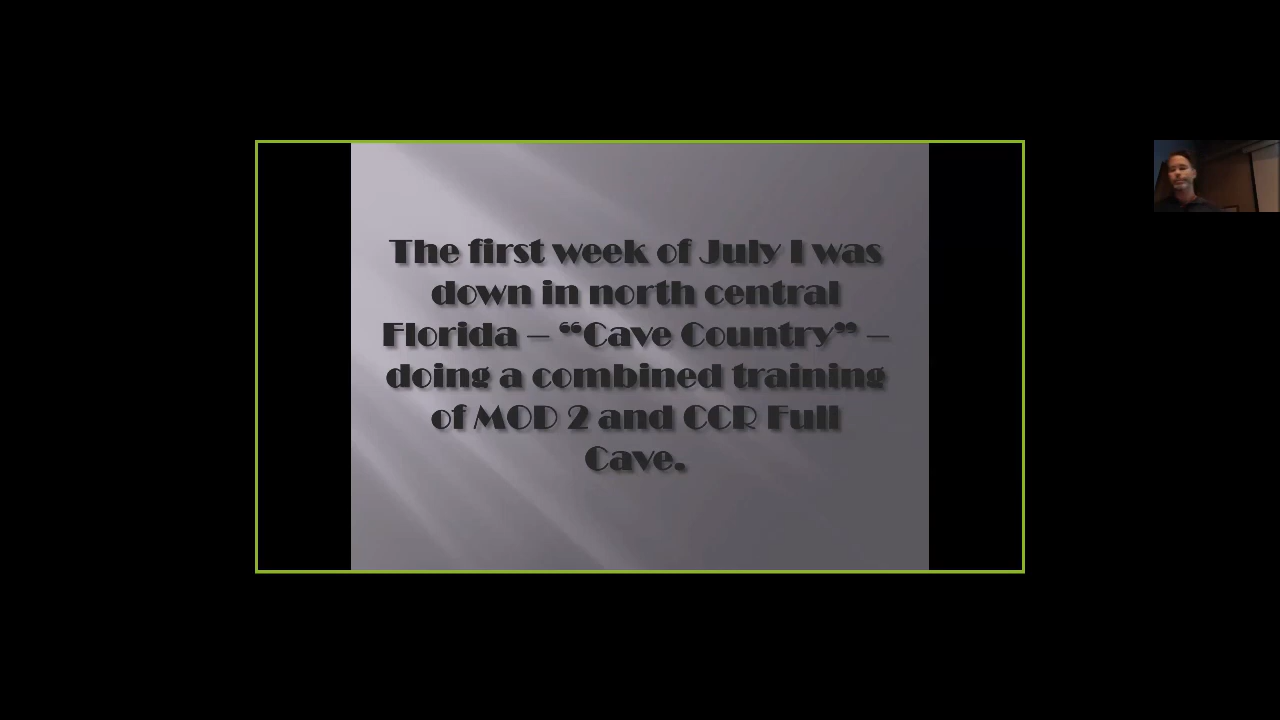 The first week of July I was
down in north central
Florida – “Cave Country” –
doing a combined training
of MOD 2 and CCR Full
Cave.